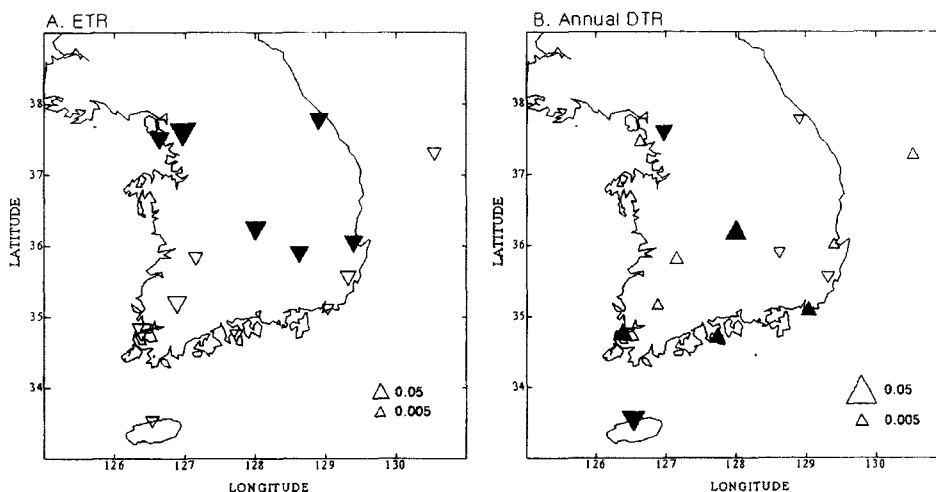 A. ETR
38
37
36
35
34
LATITUDE
126 127 128 129 130
LONGITUDE
0.05
0.005
B. Annual DTR
38
37
36
35
34
LATITUDE
126 127 128 129 130
LONGITUDE
0.05
0.005